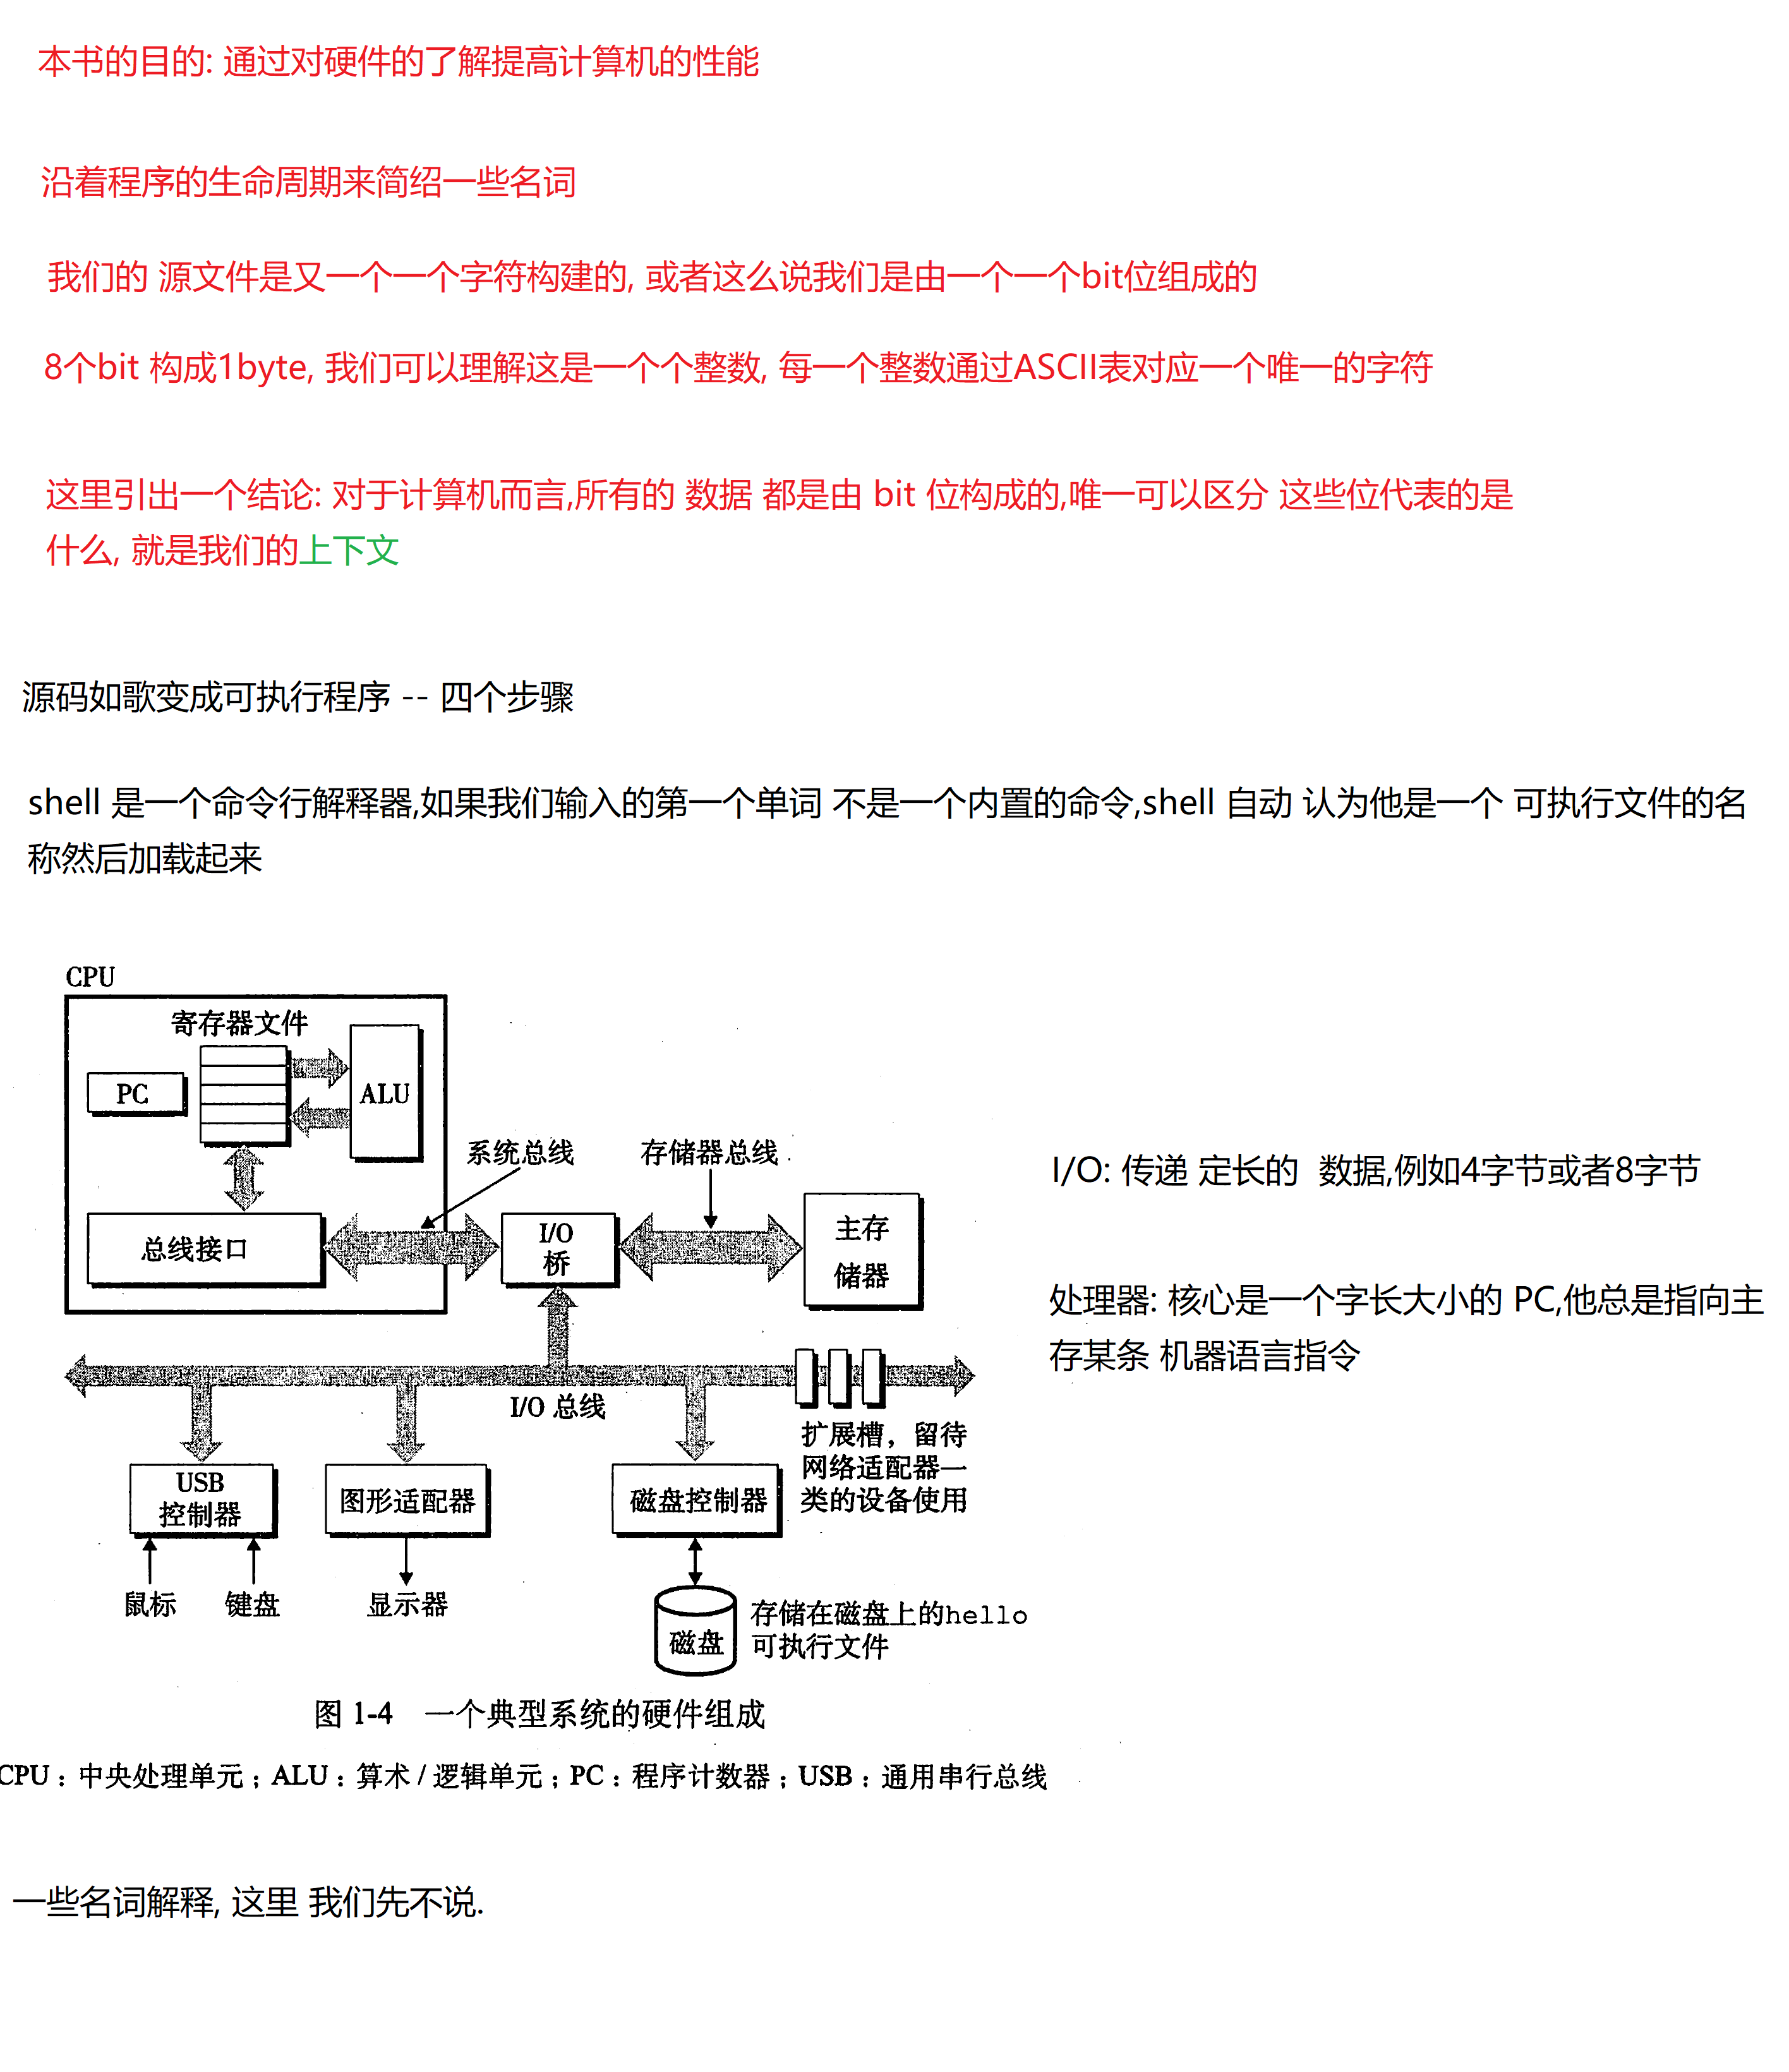 本书的目的: 通过对硬件的了解提高计算机的性能
沿着程序的生命周期来简绍一些名词
我们的 源文件是又一个一个字符构建的, 或者这么说我们是由一个一个bit位组成的
8个bit 构成1byte, 我们可以理解这是一个个整数, 每一个整数通过ASCII表对应一个唯一的字符
这里引出一个结论: 对于计算机而言,所有的 数据 都是由 bit 位构成的,唯一可以区分 这些位代表的是
什么, 就是我们的上下文
源码如歌变成可执行程序 -- 四个步骤
shell 是一个命令行解释器,如果我们输入的第一个单词 不是一个内置的命令,shell 自动 认为他是一个 可执行文件的名
称然后加载起来
CPU
寄存器文件
PC
ALU
系统总线
存储器总线
总线接口
I/O
桥
主存
储器
I/O 总线
扩展槽，留待
网络适配器一
类的设备使用
USB
控制器
图形适配器
磁盘控制器
鼠标
键盘
显示器
磁盘
存储在磁盘上的hello
可执行文件
图 1-4 一个典型系统的硬件组成
CPU：中央处理单元；ALU：算术 / 逻辑单元；PC：程序计数器；USB：通用串行总线
I/O: 传递 定长的 数据,例如4字节或者8字节
处理器: 核心是一个字长大小的 PC,他总是指向主
存某条 机器语言指令
一些名词解释, 这里 我们先不说.